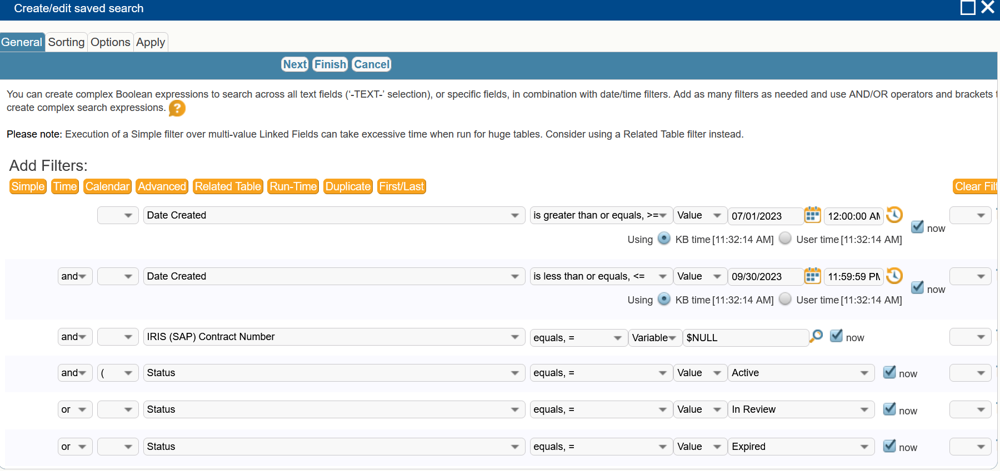 Create/edit saved search
General Sorting Options Apply
Next Finish Cancel
You can create complex Boolean expressions to search across all text fields (‘-TEXT-’ selection), or specific fields, in combination with date/time filters. Add as many filters as needed and use AND/OR operators and brackets
create complex search expressions. ?
Please note: Execution of a Simple filter over multi-value Linked Fields can take excessive time when run for huge tables. Consider using a Related Table filter instead.
Add Filters:
Simple Time Calendar Advanced Related Table Run-Time Duplicate First/Last Clear Filt
Date Created is greater than or equals, >= Value 07/01/2023 12:00:00 AM now
Using KB time [11:32:14 AM] User time [11:32:14 AM]
and Date Created is less than or equals, <= Value 09/30/2023 11:59:59 PM now
Using KB time [11:32:14 AM] User time [11:32:14 AM]
and IRIS (SAP) Contract Number equals, = Variable $NULL now
and ( Status equals, = Value Active now
or Status equals, = Value In Review now
or Status equals, = Value Expired now